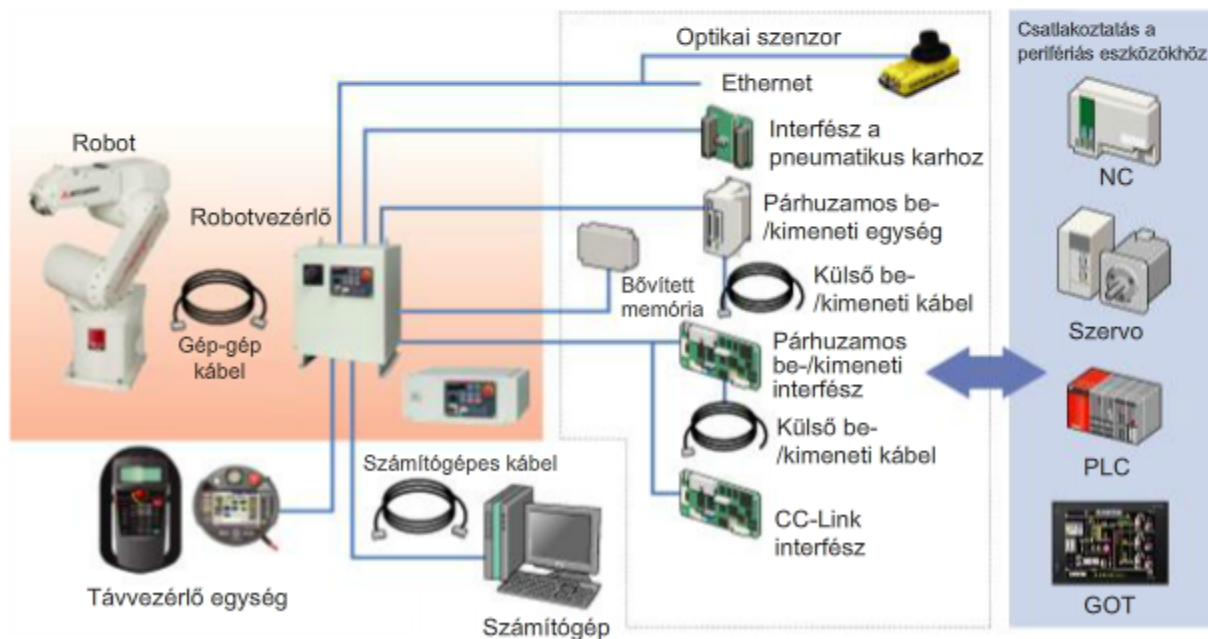 Optikai szenzor
Ethernet
Interfész a
pneumatikus karhoz
Robot
Robotvezérlő
Gép-gép
kábel
Párhuzamos be-
/kimeneti egység
Bővített
memória
Külső be-
/kimeneti kábel
Párhuzamos
be-/kimeneti
interfész
Külső be-
/kimeneti kábel
CC-Link
interfész
Távvezérlő egység
Számítógépes kábel
Számítógép
Csatlakoztatás a
perifériás eszközökhöz
NC
Szervo
PLC
GOT